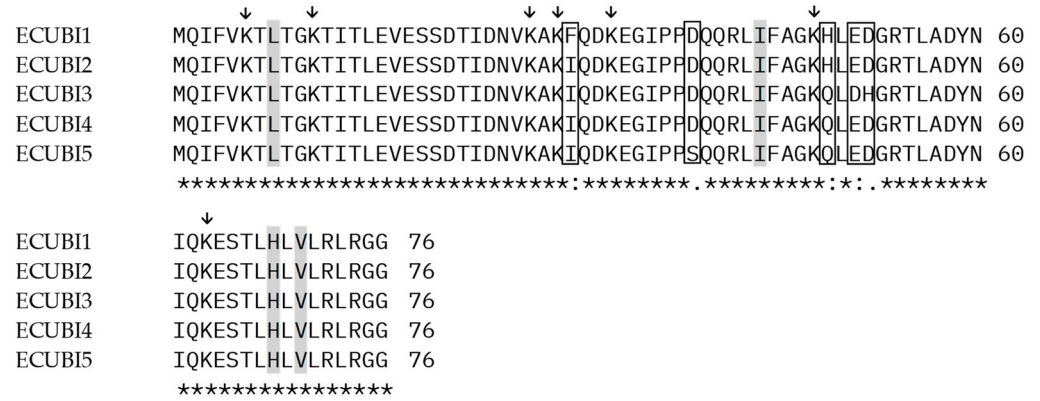 ↓ ↓ ↓ ↓ ↓ ↓
ECUBI1 MQIFVKTLTGKTITLEVESSDTIDNVKAKFQDKEGIPPDQQRLIFAGKHLEDGRTLADYN 60
ECUBI2 MQIFVKTLTGKTITLEVESSDTIDNVKAKIQDKEGIPPDQQRLIFAGKHLEDGRTLADYN 60
ECUBI3 MQIFVKTLTGKTITLEVESSDTIDNVKAKIQDKEGIPPDQQRLIFAGKQLDHGRTLADYN 60
ECUBI4 MQIFVKTLTGKTITLEVESSDTIDNVKAKIQDKEGIPPDQQRLIFAGKQLEDGRTLADYN 60
ECUBI5 MQIFVKTLTGKTITLEVESSDTIDNVKAKIQDKEGIPPSQQRLIFAGKQLEDGRTLADYN 60
*****************************:********.*********:*:.********
↓
ECUBI1 IQKESTLHLVLRLRGG 76
ECUBI2 IQKESTLHLVLRLRGG 76
ECUBI3 IQKESTLHLVLRLRGG 76
ECUBI4 IQKESTLHLVLRLRGG 76
ECUBI5 IQKESTLHLVLRLRGG 76
****************